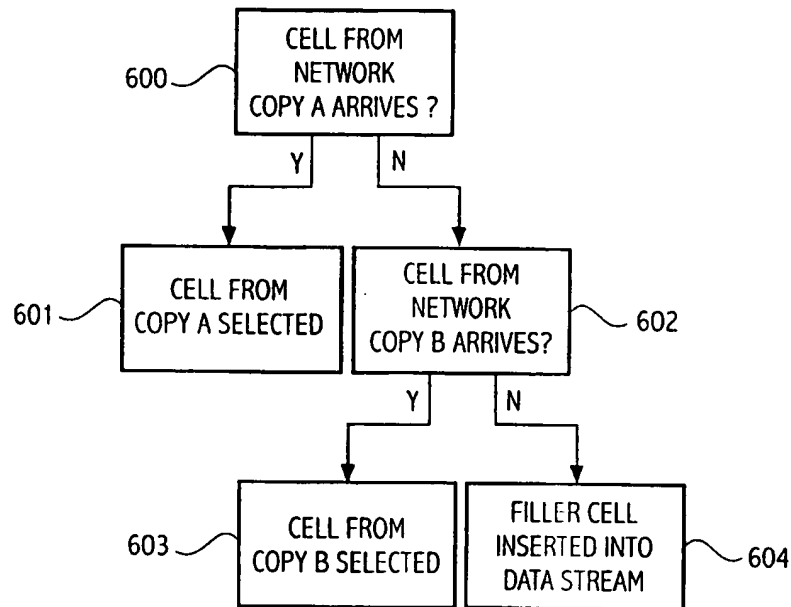 600
CELL FROM
NETWORK
COPY A ARRIVES ?
Y
N
601
CELL FROM
COPY A SELECTED
CELL FROM
NETWORK
COPY B ARRIVES?
602
Y
N
603
CELL FROM
COPY B SELECTED
FILLER CELL
INSERTED INTO
DATA STREAM
604